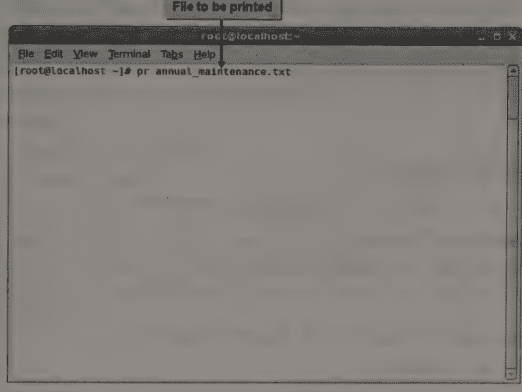 File to be printed
root@localhost:~
File Edit View Terminal Tabs Help
[root@localhost ~]# pr annual_maintenance.txt